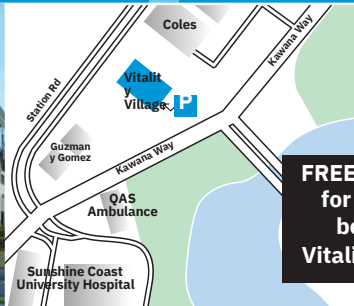 Coles
Kawana Way
Station Rd
Vitalit
y
Village
P
Guzman
y Gomez
Kawana Way
QAS
Ambulance
FREE
for
be
Vitali
Sunshine Coast
University Hospital